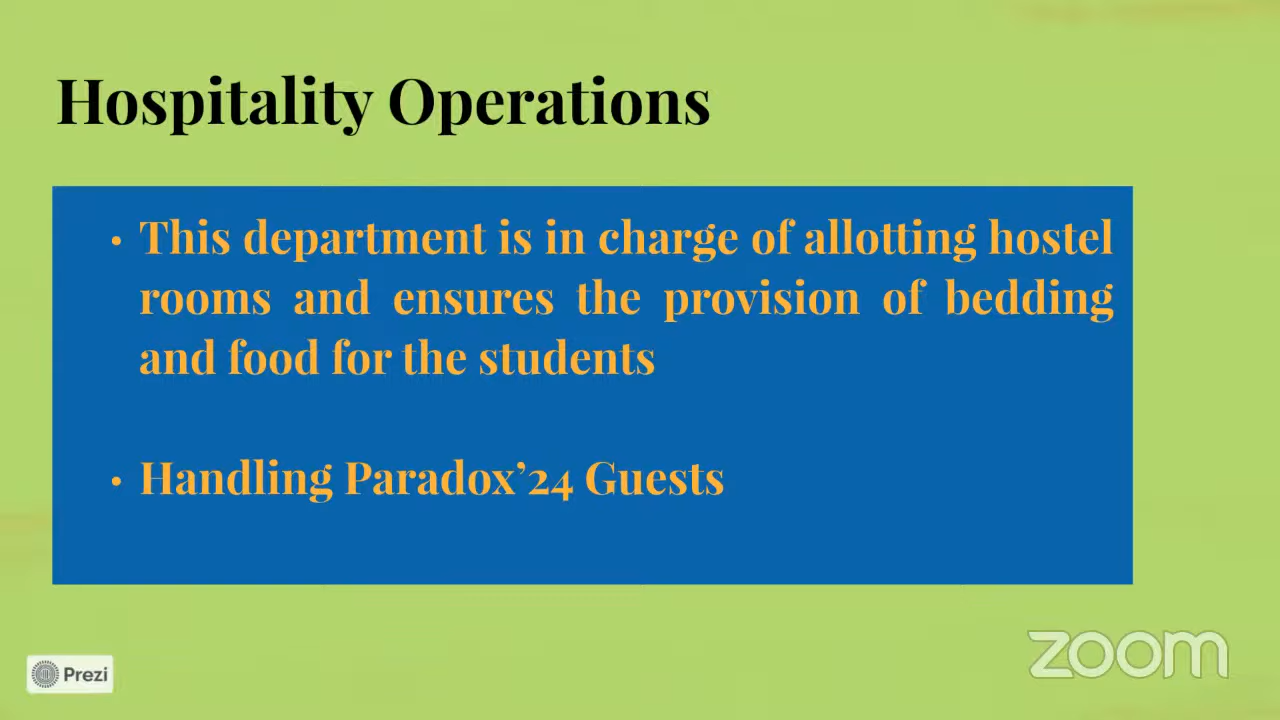 Hospitality Operations
• This department is in charge of allotting hostel
rooms and ensures the provision of bedding
and food for the students
• Handling Paradox’24 Guests
Prezi
zoom